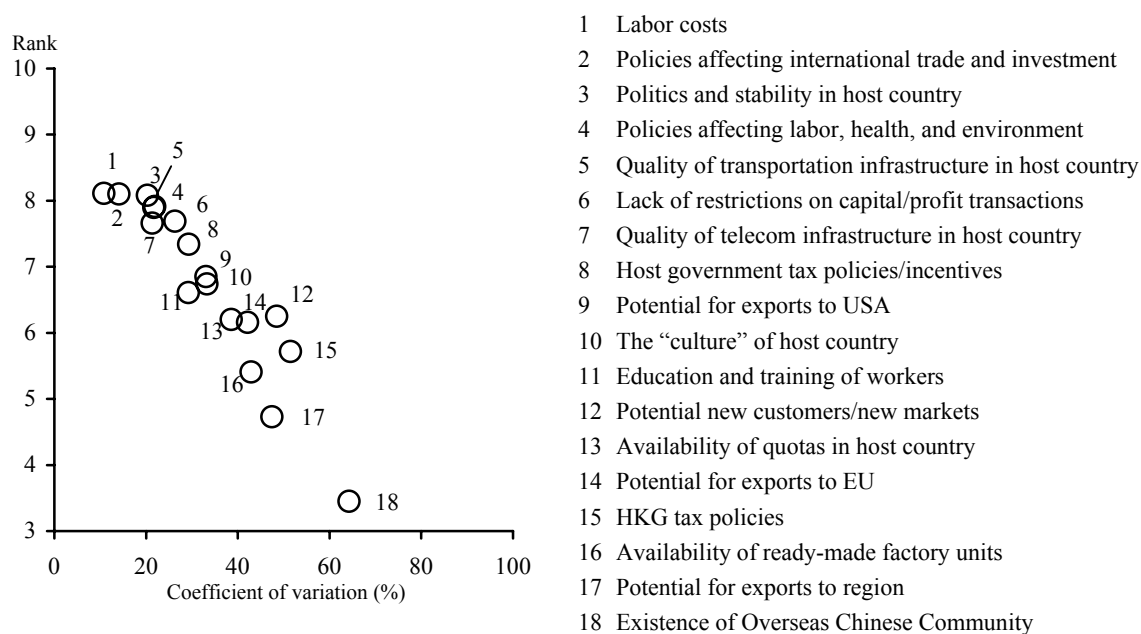 Rank
10
9
8
7
6
5
4
3
0
20
40
60
80
100
Coefficient of variation (%)
1
2
3
4
5
6
7
8
9
10
11
12
13
14
15
16
17
18
1 Labor costs
2 Policies affecting international trade and investment
3 Politics and stability in host country
4 Policies affecting labor, health, and environment
5 Quality of transportation infrastructure in host country
6 Lack of restrictions on capital/profit transactions
7 Quality of telecom infrastructure in host country
8 Host government tax policies/incentives
9 Potential for exports to USA
10 The “culture” of host country
11 Education and training of workers
12 Potential new customers/new markets
13 Availability of quotas in host country
14 Potential for exports to EU
15 HKG tax policies
16 Availability of ready-made factory units
17 Potential for exports to region
18 Existence of Overseas Chinese Community